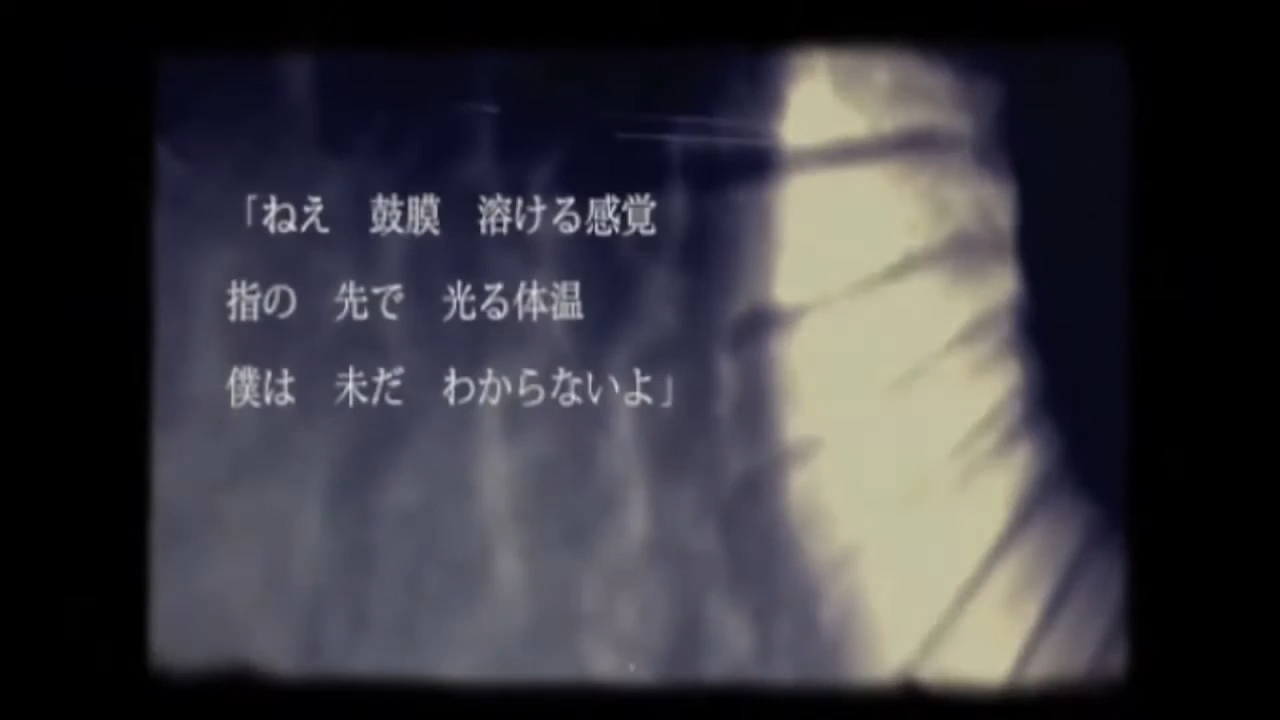 「ねえ　鼓膜　溶ける感覚
指の　先で　光る体温
僕は　未だ　わからないよ」